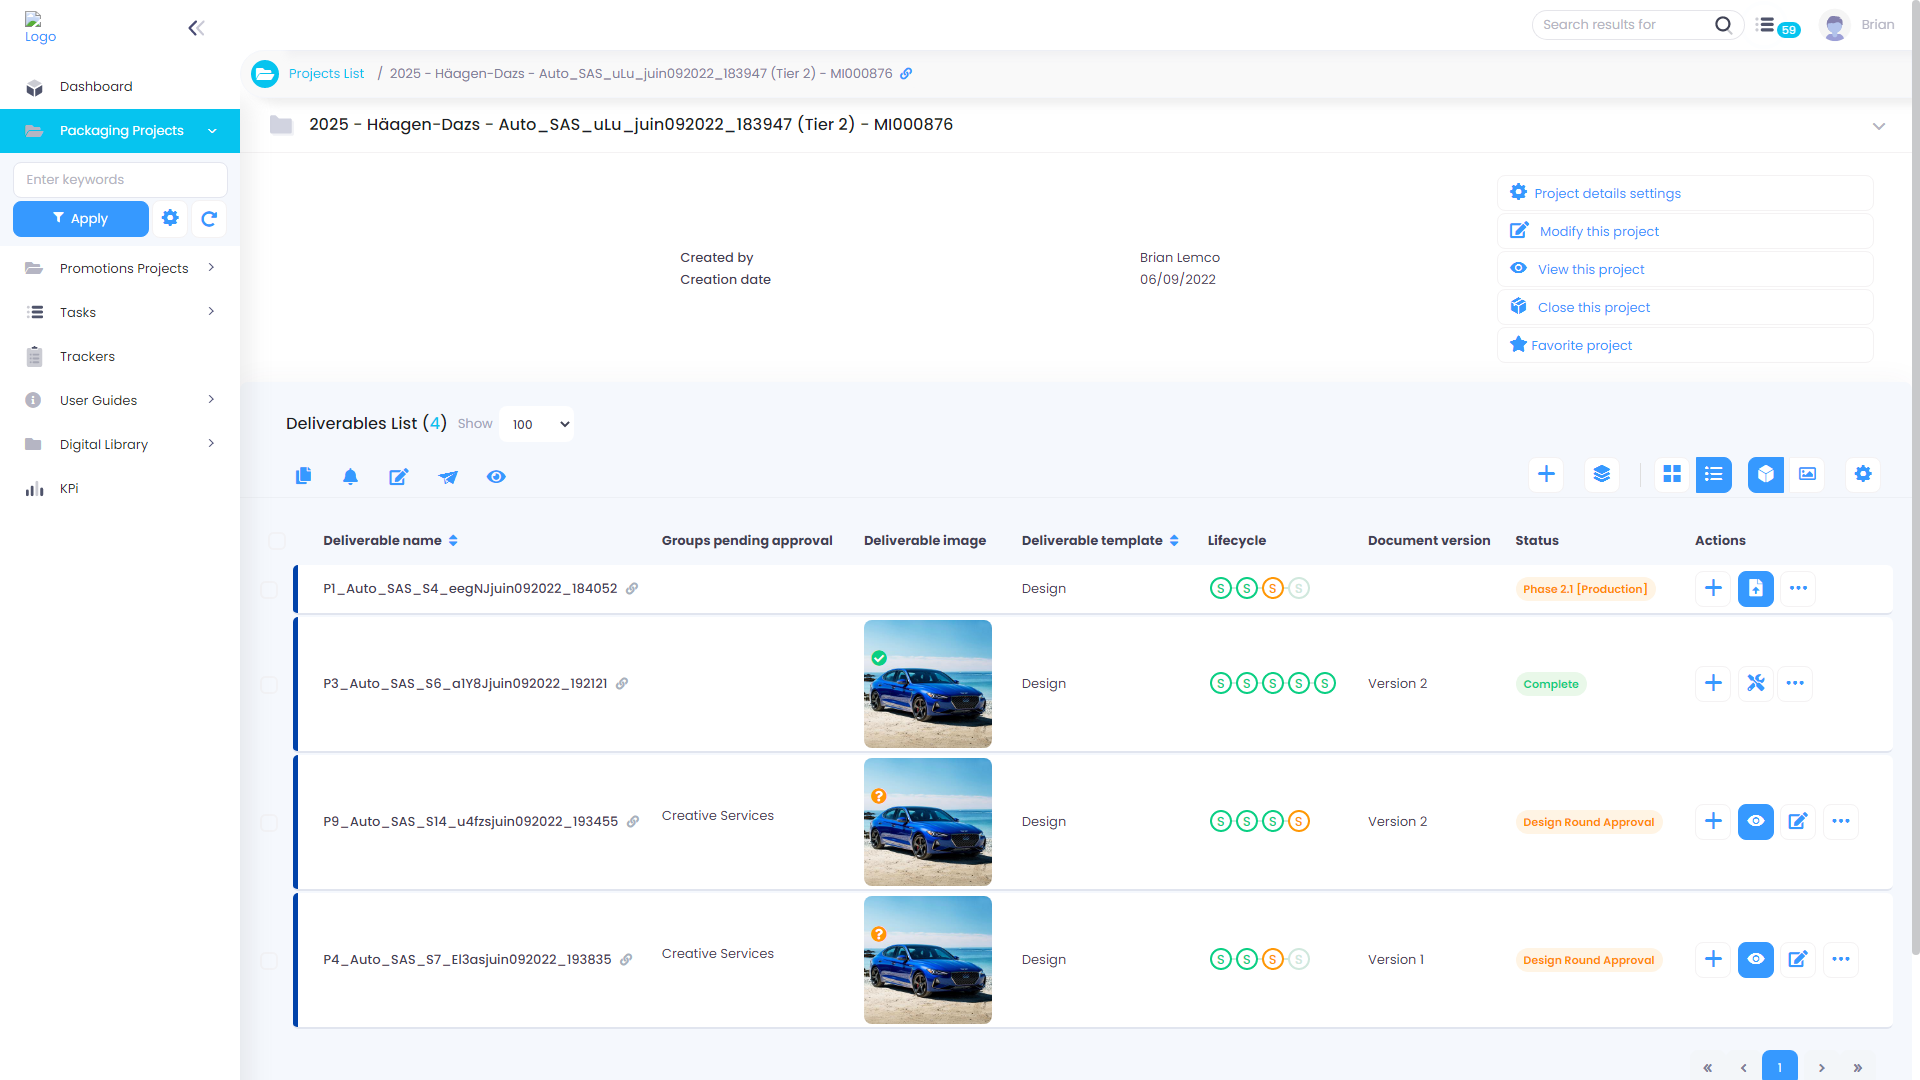 Logo
Search results for
59
Brian
Dashboard
Packaging Projects
Enter keywords
Apply
Promotions Projects
Tasks
Trackers
User Guides
Digital Library
KPi
Projects List / 2025 - Häagen-Dazs - Auto_SAS_uLu_juin092022_183947 (Tier 2) - MI000876
2025 - Häagen-Dazs - Auto_SAS_uLu_juin092022_183947 (Tier 2) - MI000876
Created by Brian Lemco
Creation date 06/09/2022
Project details settings
Modify this project
View this project
Close this project
Favorite project
Deliverables List (4) Show 100
Deliverable name Groups pending approval Deliverable image Deliverable template Lifecycle Document version Status Actions
P1_Auto_SAS_S4_eegNJjuin092022_184052 Design S S S S Phase 2.1 [Production]
P3_Auto_SAS_S6_a1Y8Jjuin092022_192121 Design S S S S S Version 2 Complete
P9_Auto_SAS_S14_u4fzsjuin092022_193455 Creative Services Design S S S S Version 2 Design Round Approval
P4_Auto_SAS_S7_EI3asjuin092022_193835 Creative Services Design S S S S Version 1 Design Round Approval
« ‹ 1 › »